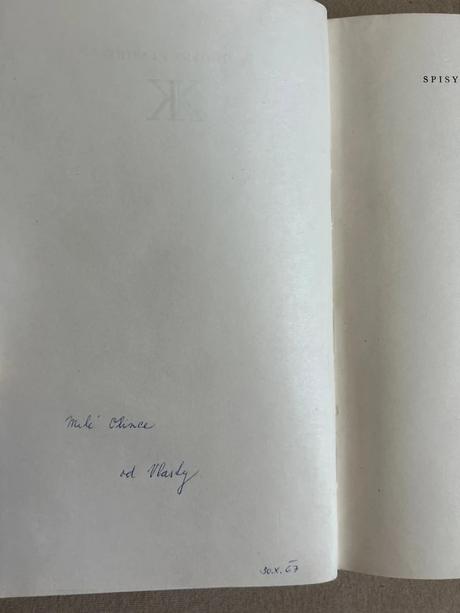 SPISY
Milé Olince
od Vlasty
30.X.67